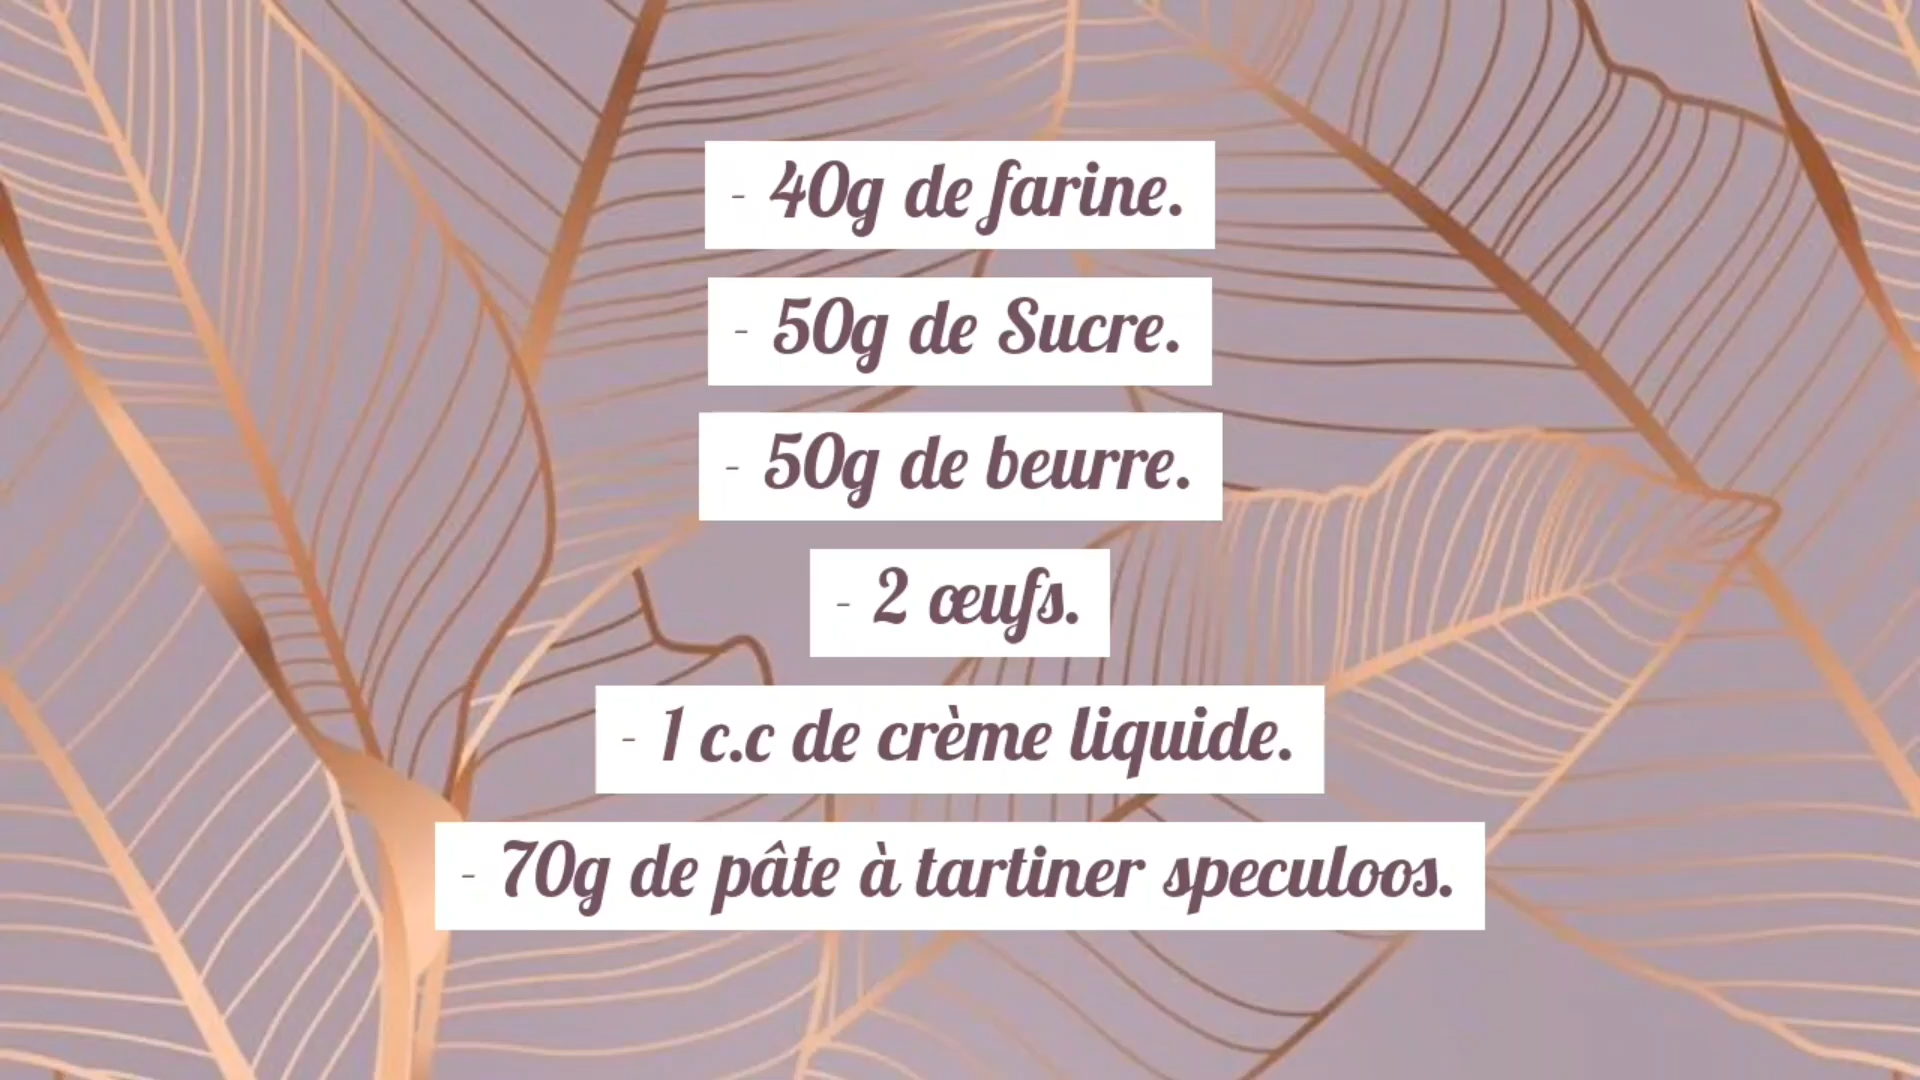 - 40g de farine.
- 50g de Sucre.
- 50g de beurre.
- 2 œufs.
- 1 c.c de crème liquide.
- 70g de pâte à tartiner speculoos.